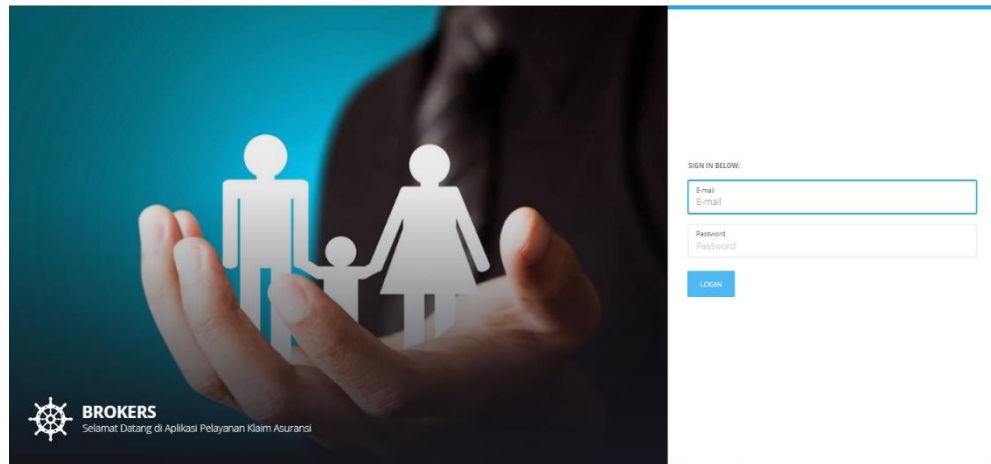 SIGN IN BELOW:
E-mail
E-mail
Password
Password
LOGIN
BROKERS
Selamat Datang di Aplikasi Pelayanan Klaim Asuransi